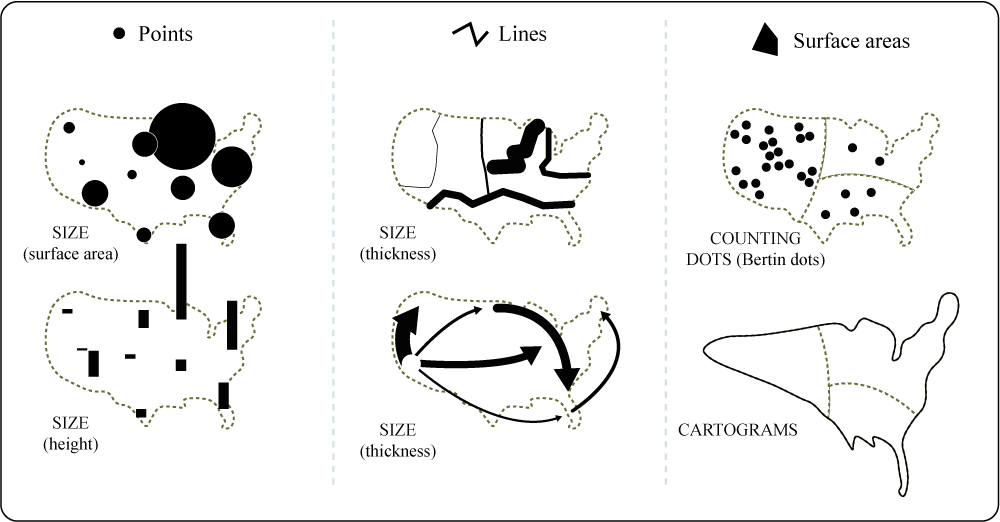 Points
SIZE
(surface area)
SIZE
(height)
Lines
SIZE
(thickness)
SIZE
(thickness)
Surface areas
COUNTING
DOTS (Bertin dots)
CARTOGRAMS